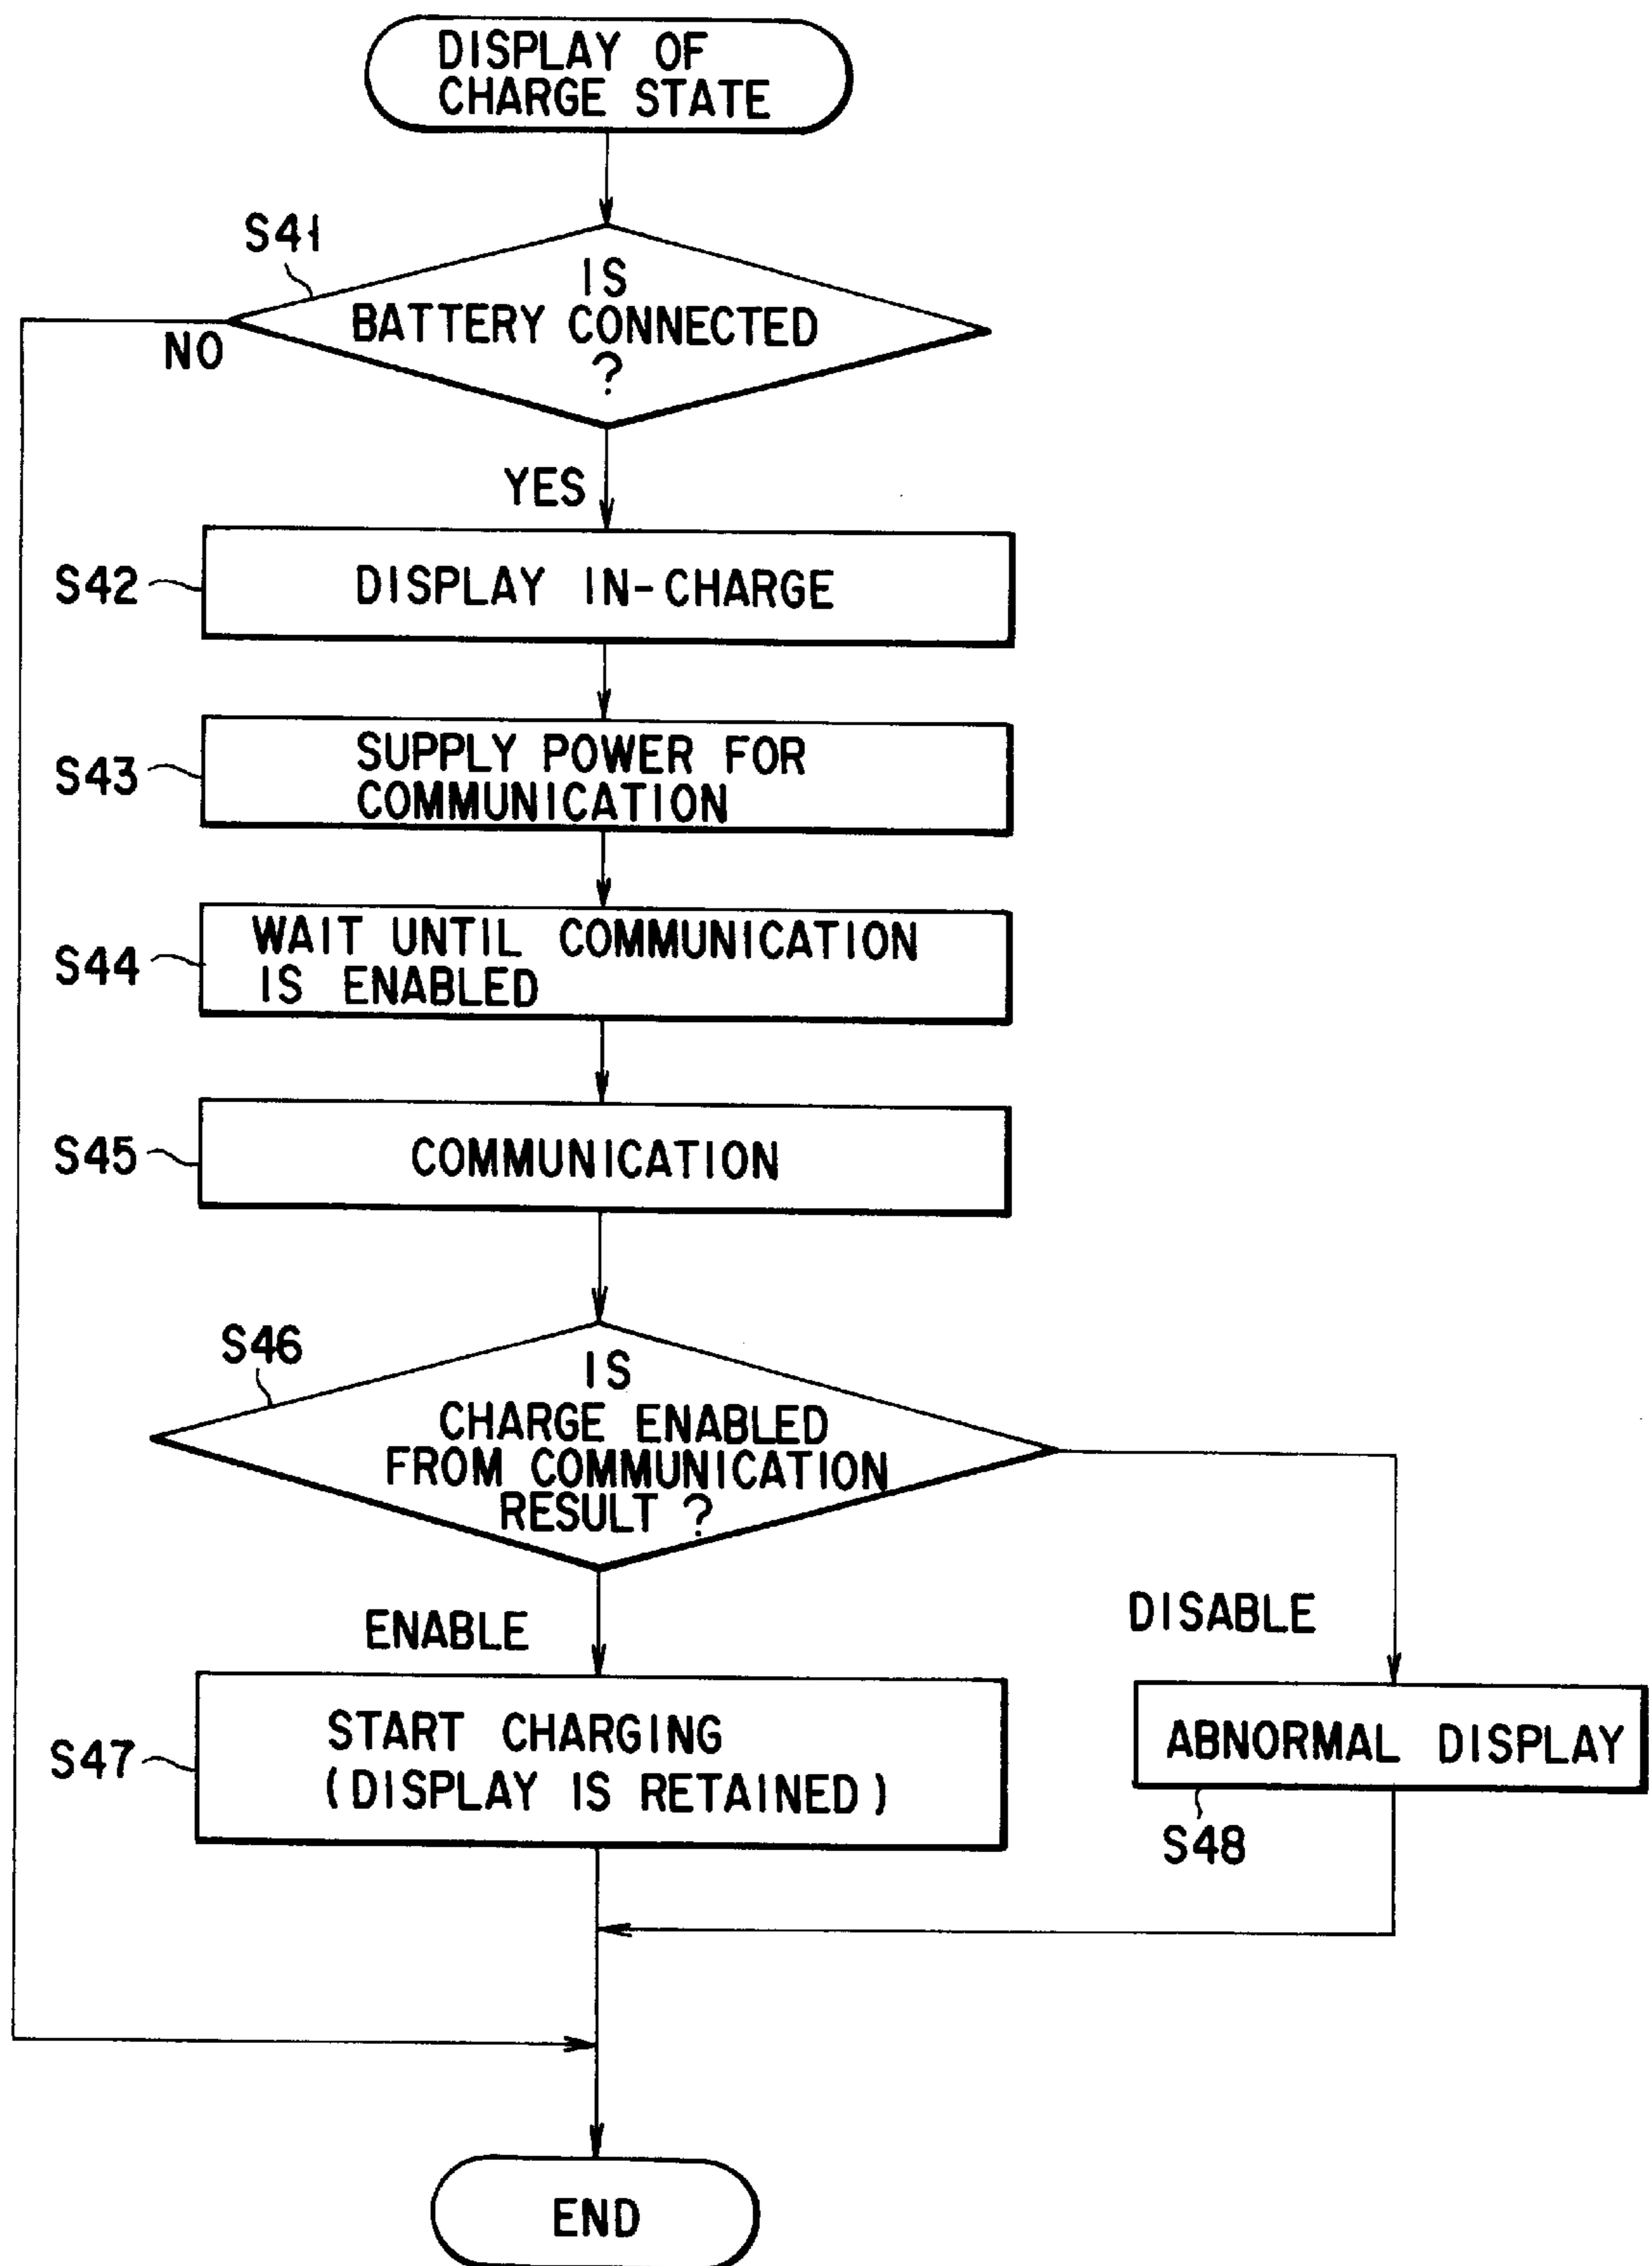 DISPLAY OF
CHARGE STATE
S41
IS
BATTERY CONNECTED
?
NO
YES
S42
DISPLAY IN-CHARGE
S43
SUPPLY POWER FOR
COMMUNICATION
S44
WAIT UNTIL COMMUNICATION
IS ENABLED
S45
COMMUNICATION
S46
IS
CHARGE ENABLED
FROM COMMUNICATION
RESULT ?
ENABLE
DISABLE
S47
START CHARGING
(DISPLAY IS RETAINED)
ABNORMAL DISPLAY
S48
END